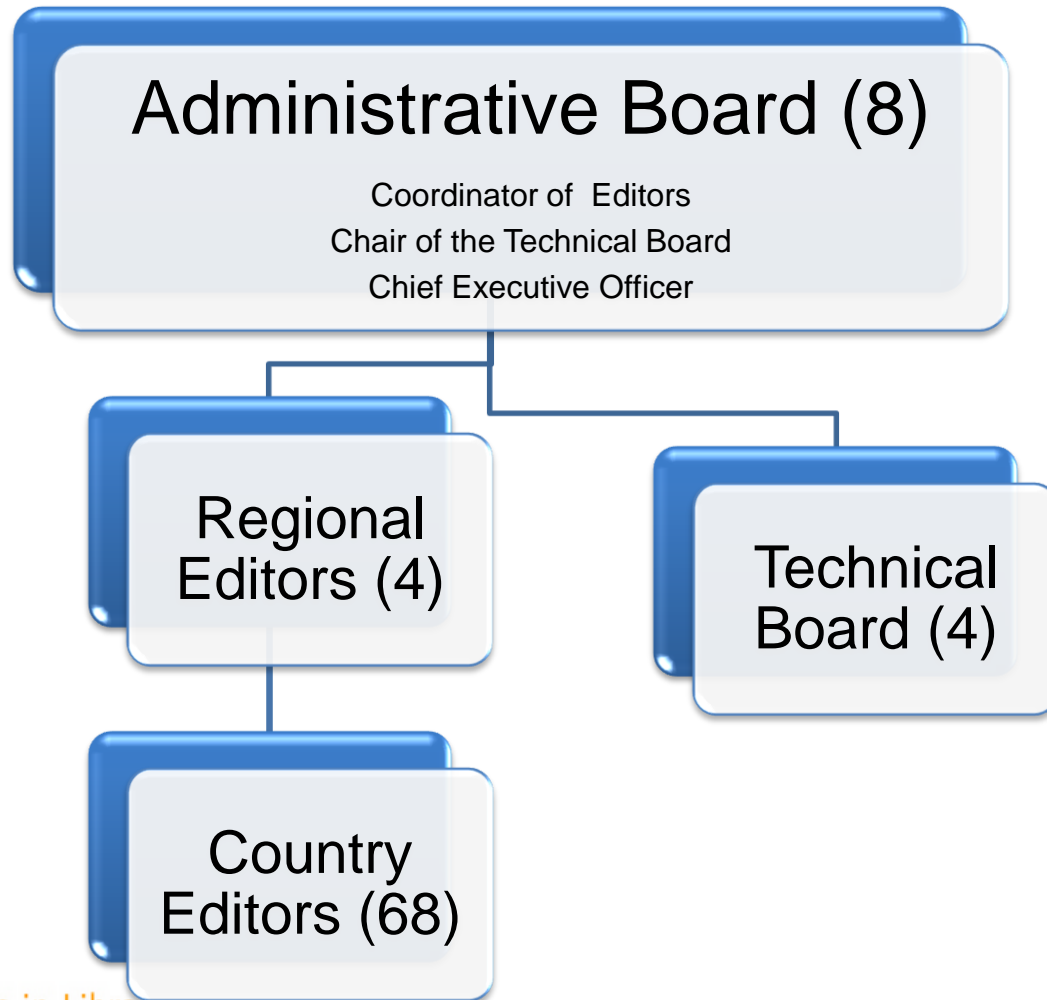 Administrative Board (8)
Coordinator of Editors
Chair of the Technical Board
Chief Executive Officer
Regional
Editors (4)
Technical
Board (4)
Country
Editors (68)